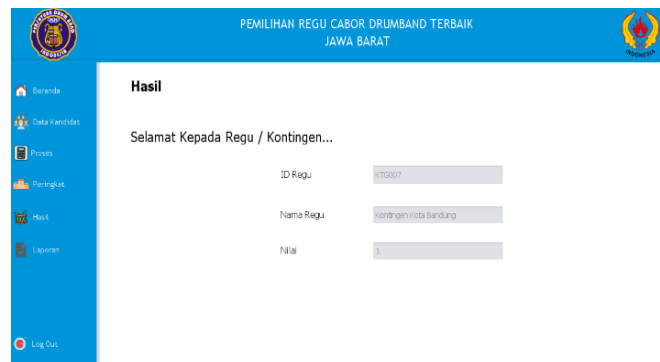 PEMILIHAN REGU CABOR DRUMBAND TERBAIK
JAWA BARAT
INDONESIA
Beranda
Data Kandidat
Proses
Peringkat
Hasil
Laporan
Log Out
Hasil
Selamat Kepada Regu / Kontingen...
ID Regu KTG007
Nama Regu Kontingen Kota Bandung
Nilai 1